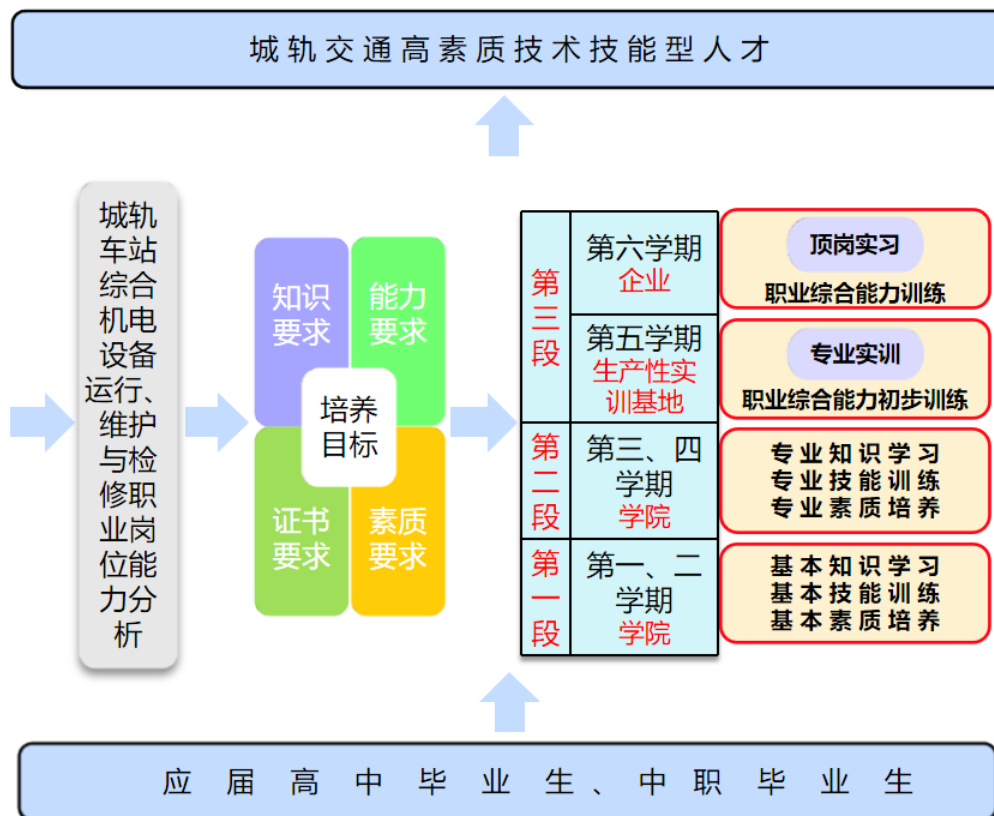 城轨交通高素质技术技能型人才
城轨
车站
综合
机电
设备
运行、
维护
与检
修职
业岗
位能
力分
析
知识
要求
能力
要求
培养
目标
证书
要求
素质
要求
第三段
第六学期
企业
顶岗实习
职业综合能力训练
第五学期
生产性实
训基地
专业实训
职业综合能力初步训练
第二段
第三、四
学期
学院
专业知识学习
专业技能训练
专业素质培养
第一段
第一、二
学期
学院
基本知识学习
基本技能训练
基本素质培养
应届高中毕业生、中职毕业生